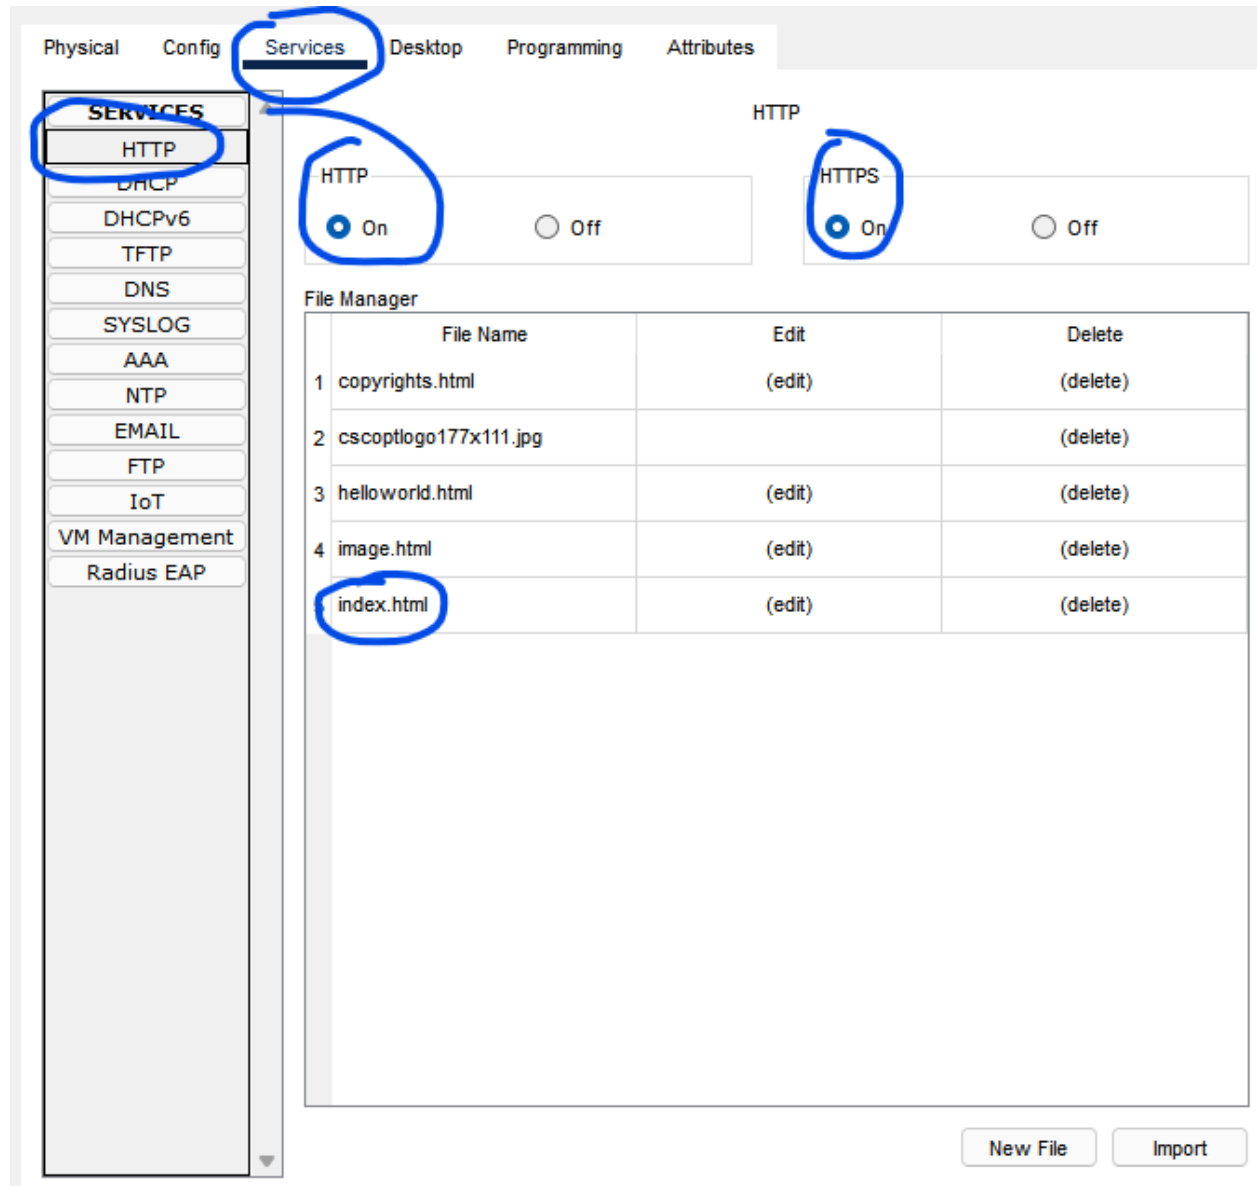 Physical Config Services Desktop Programming Attributes
SERVICES
HTTP
DHCP
DHCPv6
TFTP
DNS
SYSLOG
AAA
NTP
EMAIL
FTP
IoT
VM Management
Radius EAP
HTTP
HTTP
On Off
HTTPS
On Off
File Manager
File Name Edit Delete
1 copyrights.html (edit) (delete)
2 cscoptlogo177x111.jpg (delete)
3 helloworld.html (edit) (delete)
4 image.html (edit) (delete)
5 index.html (edit) (delete)
New File Import